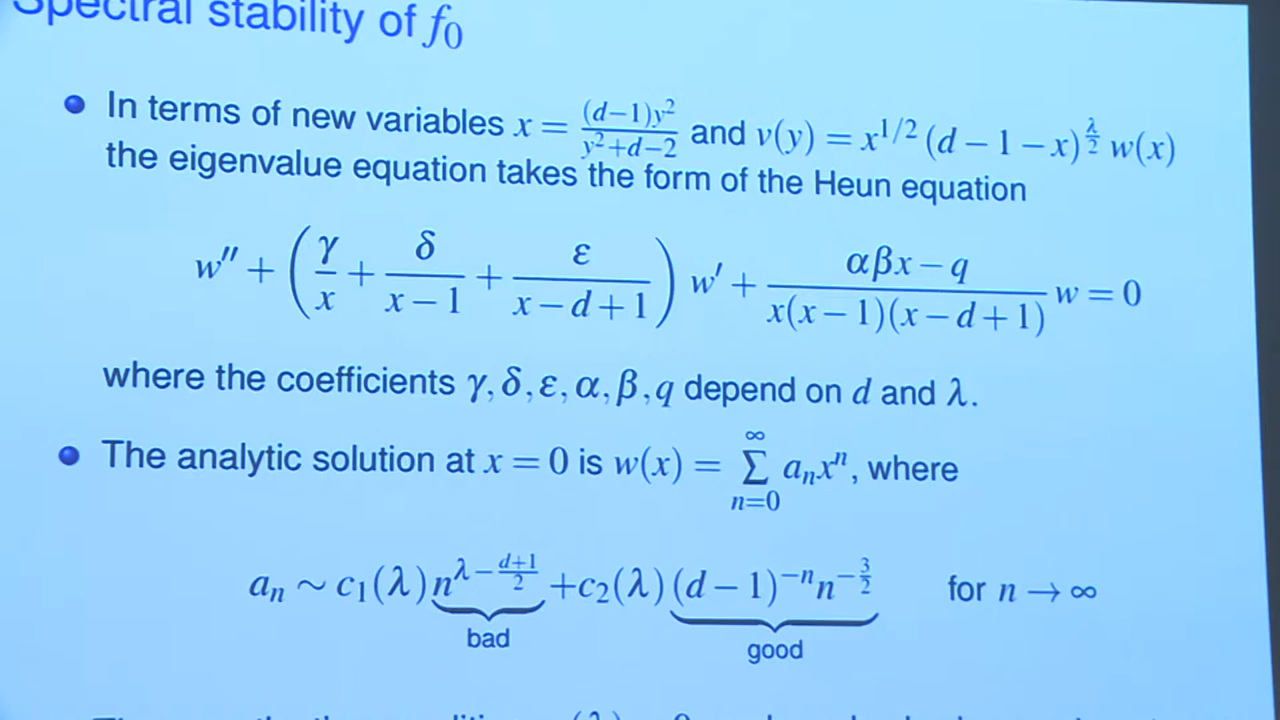 Spectral stability of f₀
• In terms of new variables x = (d−1)y²/(y²+d−2) and v(y) = x^{1/2} (d−1−x)^{λ/2} w(x)
the eigenvalue equation takes the form of the Heun equation
w″ + (γ/x + δ/(x−1) + ε/(x−d+1)) w′ + (αβx−q)/(x(x−1)(x−d+1)) w = 0
where the coefficients γ, δ, ε, α, β, q depend on d and λ.
• The analytic solution at x = 0 is w(x) = ∑_{n=0}^{∞} aₙxⁿ, where
aₙ ∼ c₁(λ) n^{λ−(d+1)/2} + c₂(λ) (d−1)^{−n} n^{−3/2} for n → ∞
bad good